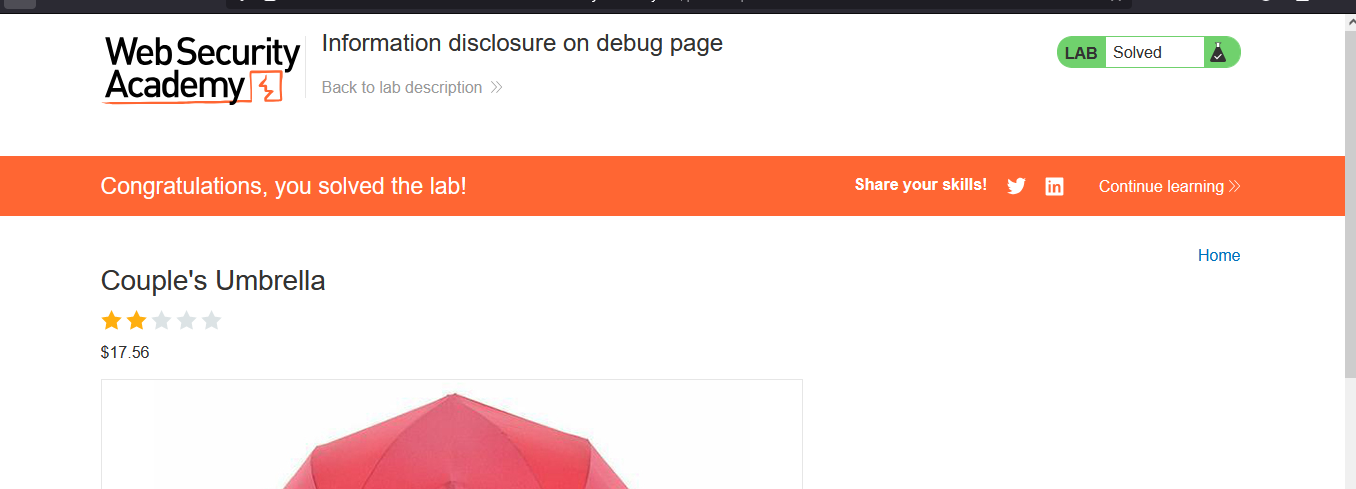 Web Security
Academy
Information disclosure on debug page
Back to lab description
LAB Solved
Congratulations, you solved the lab!
Share your skills!
in
Continue learning
Home
Couple's Umbrella
$17.56